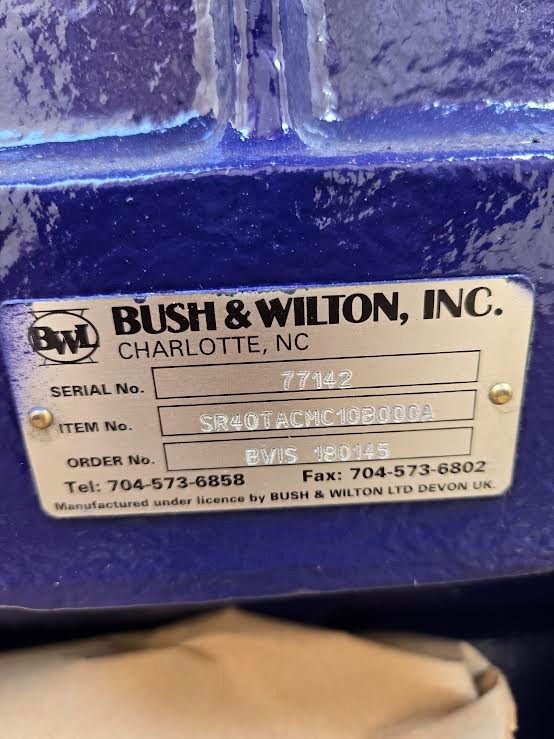 BWL BUSH & WILTON, INC.
CHARLOTTE, NC
SERIAL No. 77142
ITEM No. SR40TACMC10B000A
ORDER No. BVIS 180145
Tel: 704-573-6858 Fax: 704-573-6802
Manufactured under licence by BUSH & WILTON LTD DEVON UK.